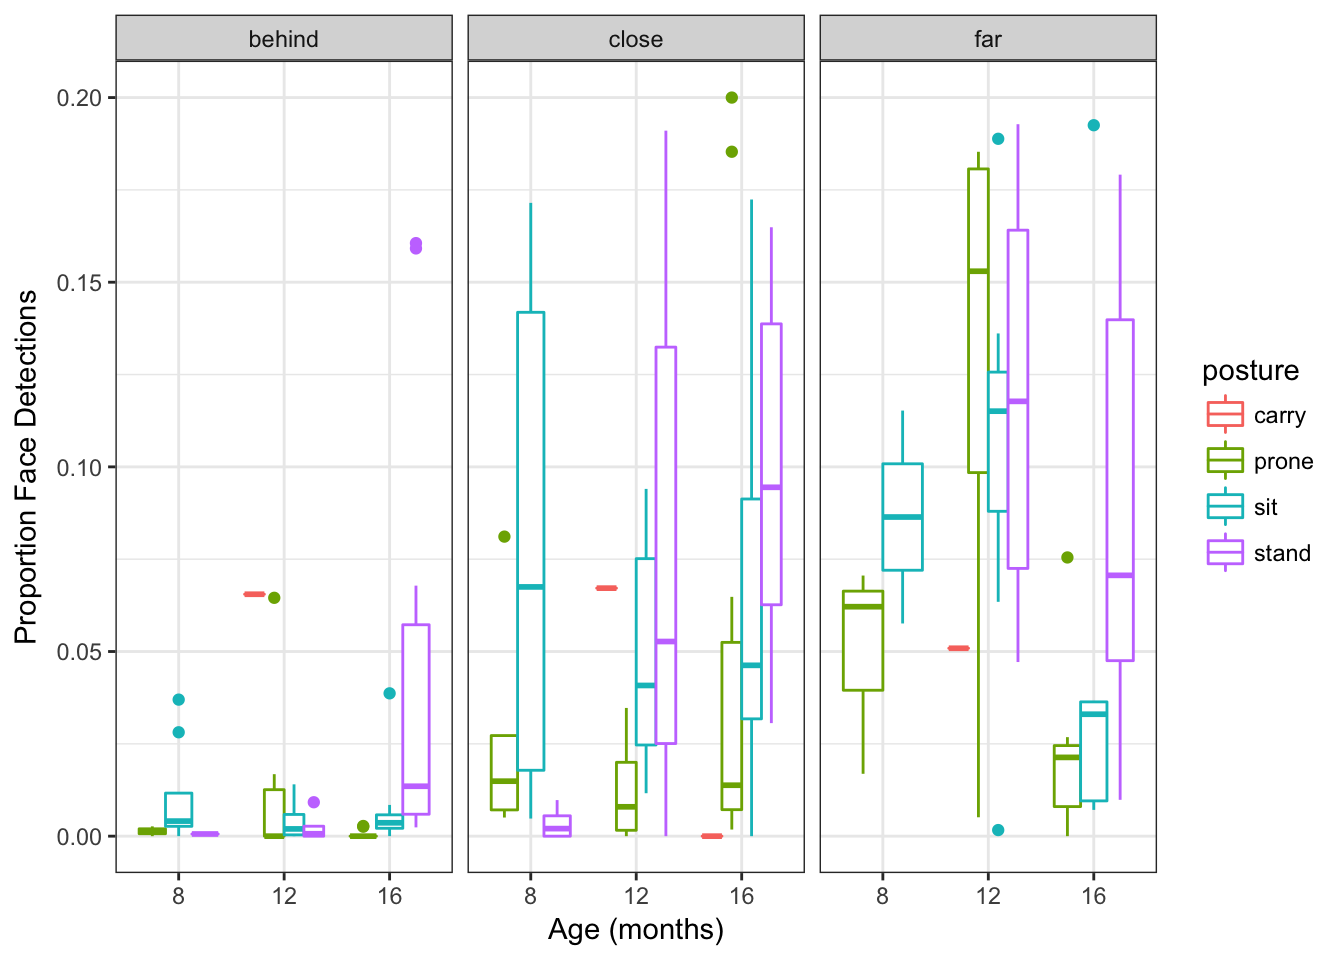 behind close far
0.20
0.15
0.10
0.05
0.00
Proportion Face Detections
8 12 16 8 12 16 8 12 16
Age (months)
posture
carry
prone
sit
stand